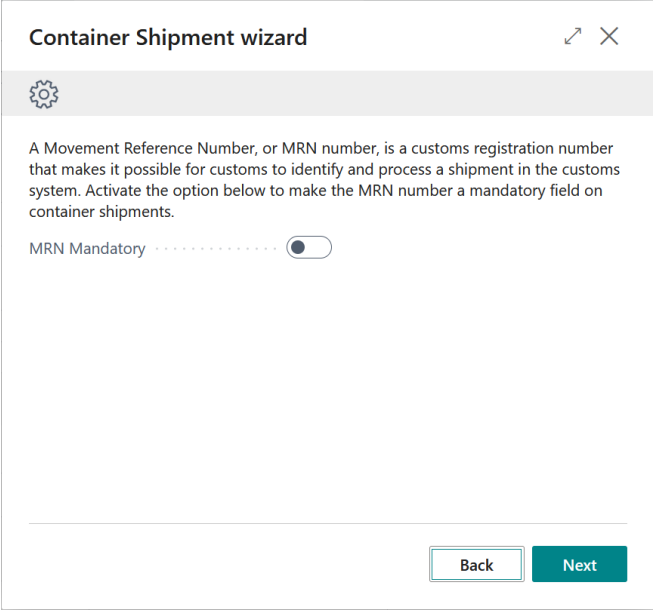 Container Shipment wizard
A Movement Reference Number, or MRN number, is a customs registration number
that makes it possible for customs to identify and process a shipment in the customs
system. Activate the option below to make the MRN number a mandatory field on
container shipments.
MRN Mandatory
Back Next